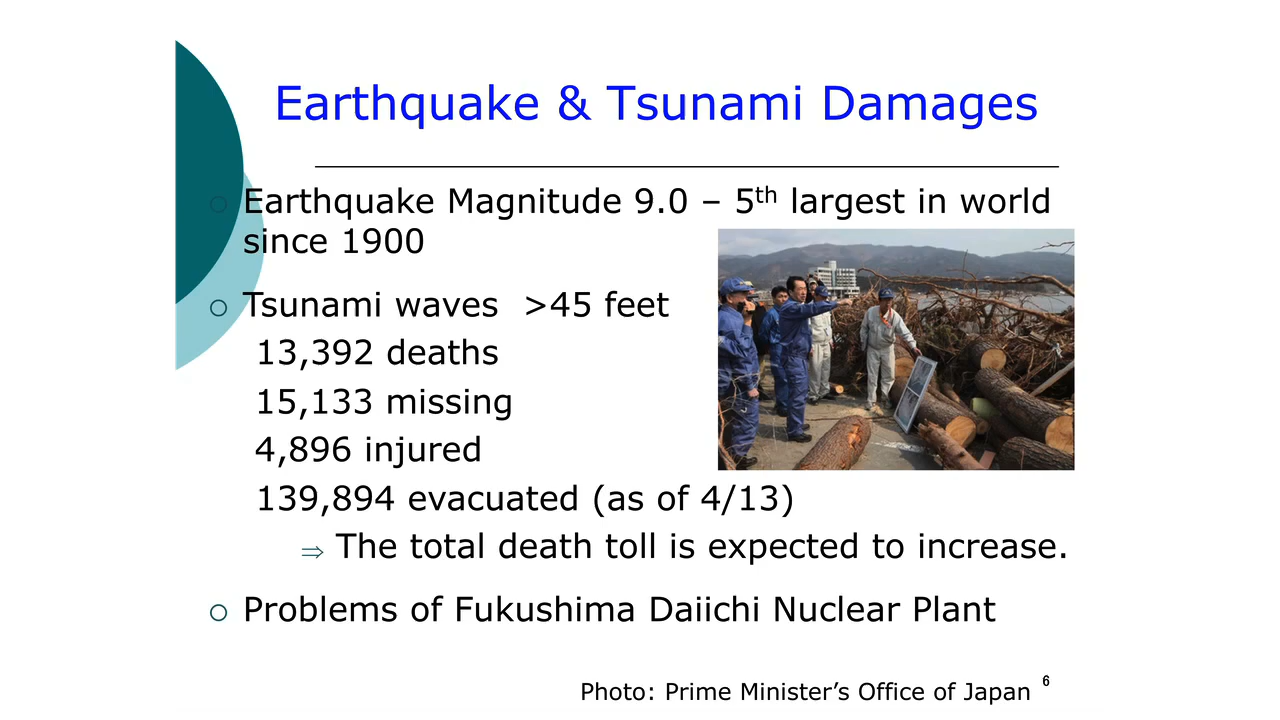 Earthquake & Tsunami Damages
Earthquake Magnitude 9.0 – 5th largest in world
since 1900
Tsunami waves >45 feet
13,392 deaths
15,133 missing
4,896 injured
139,894 evacuated (as of 4/13)
⇒ The total death toll is expected to increase.
Problems of Fukushima Daiichi Nuclear Plant
Photo: Prime Minister’s Office of Japan 6